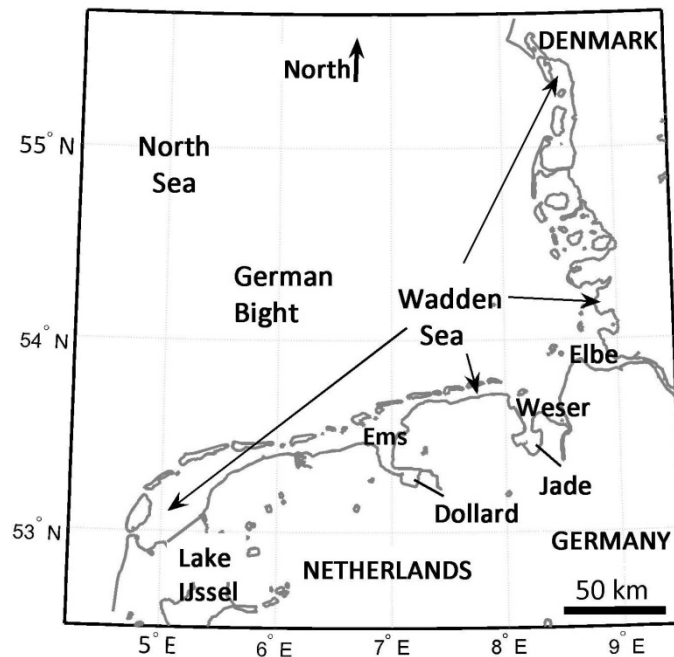 DENMARK
North
55° N
North
Sea
German
Bight
Wadden
Sea
54° N
Elbe
Weser
Ems
Jade
Dollard
53° N
GERMANY
Lake
IJssel
NETHERLANDS
50 km
5° E
6° E
7° E
8° E
9° E